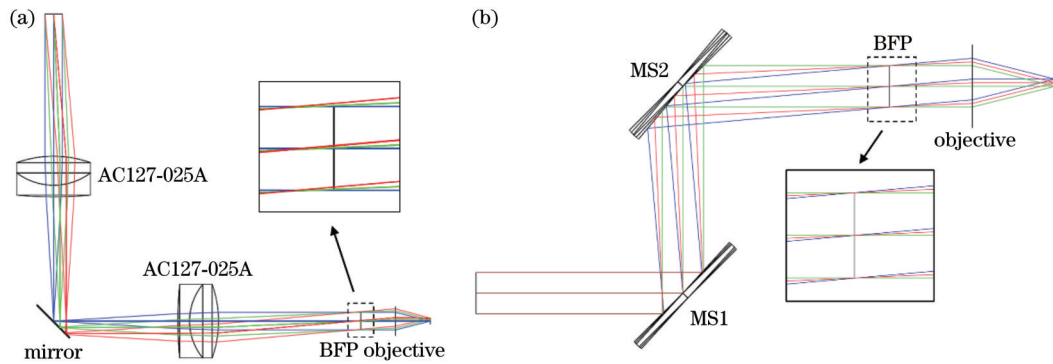 (a)
AC127-025A
AC127-025A
mirror
BFP objective
(b)
MS2
BFP
objective
MS1